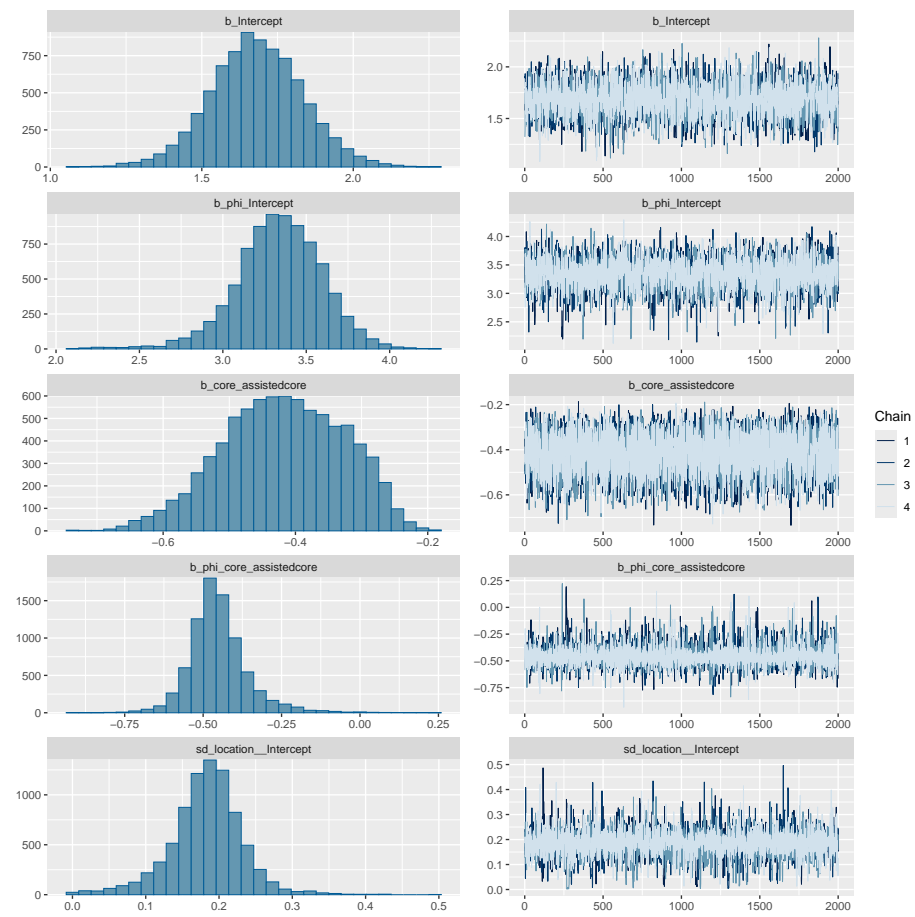 b_Intercept
750
500
250
0
1.0 1.5 2.0
b_Intercept
2.0
1.5
0 500 1000 1500 2000
b_phi_Intercept
750
500
250
0
2.0 2.5 3.0 3.5 4.0
b_phi_Intercept
4.0
3.5
3.0
2.5
0 500 1000 1500 2000
b_core_assistedcore
600
500
400
300
200
100
0
−0.6 −0.4 −0.2
b_core_assistedcore
−0.2
−0.4
−0.6
0 500 1000 1500 2000
b_phi_core_assistedcore
1500
1000
500
0
−0.75 −0.50 −0.25 0.00 0.25
b_phi_core_assistedcore
0.25
0.00
−0.25
−0.50
−0.75
0 500 1000 1500 2000
sd_location__Intercept
1000
500
0
0.0 0.1 0.2 0.3 0.4 0.5
sd_location__Intercept
0.5
0.4
0.3
0.2
0.1
0.0
0 500 1000 1500 2000
Chain
1
2
3
4